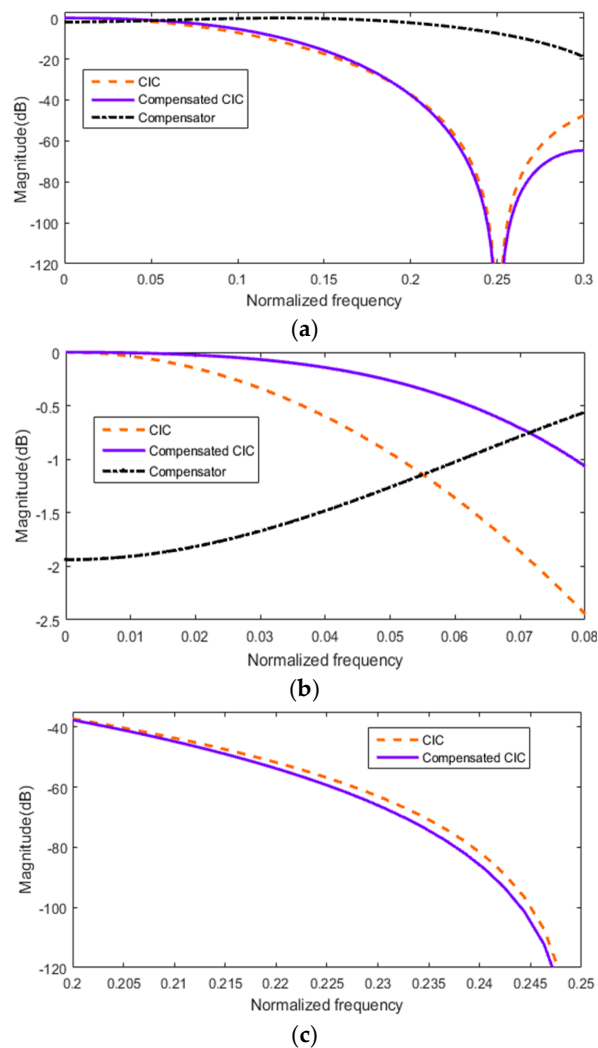 0
-20
-40
-60
-80
-100
-120
Magnitude(dB)
CIC
Compensated CIC
Compensator
0 0.05 0.1 0.15 0.2 0.25 0.3
Normalized frequency
(a)
0
-0.5
-1
-1.5
-2
-2.5
Magnitude(dB)
CIC
Compensated CIC
Compensator
0 0.01 0.02 0.03 0.04 0.05 0.06 0.07 0.08
Normalized frequency
(b)
-40
-60
-80
-100
-120
Magnitude(dB)
CIC
Compensated CIC
0.2 0.205 0.21 0.215 0.22 0.225 0.23 0.235 0.24 0.245 0.25
Normalized frequency
(c)